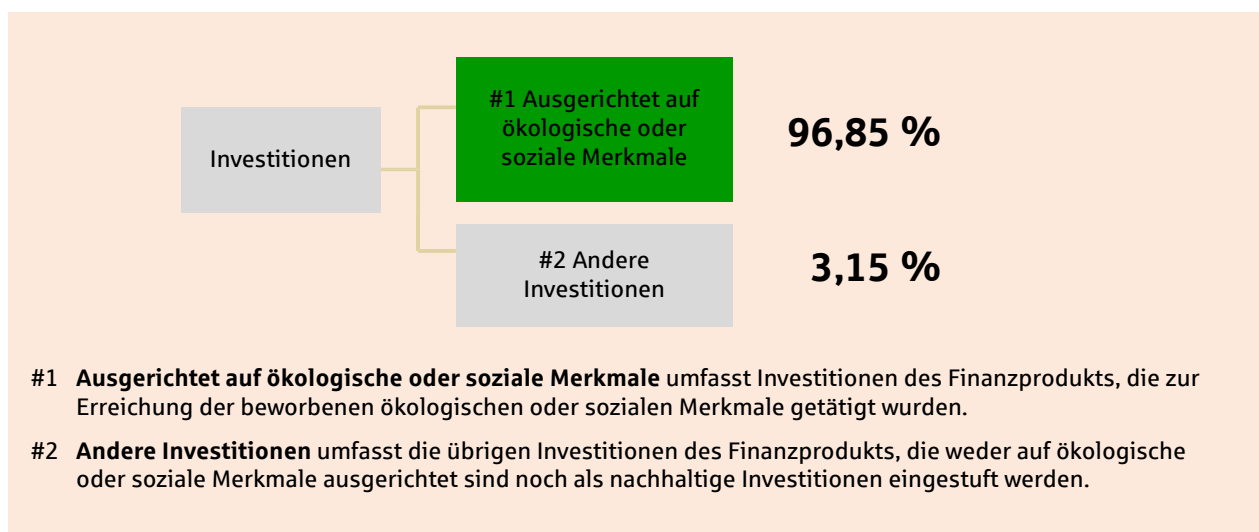 #1 Ausgerichtet auf
ökologische oder
soziale Merkmale
96,85 %
Investitionen
#2 Andere
Investitionen
3,15 %
#1 Ausgerichtet auf ökologische oder soziale Merkmale umfasst Investitionen des Finanzprodukts, die zur
Erreichung der beworbenen ökologischen oder sozialen Merkmale getätigt wurden.
#2 Andere Investitionen umfasst die übrigen Investitionen des Finanzprodukts, die weder auf ökologische
oder soziale Merkmale ausgerichtet sind noch als nachhaltige Investitionen eingestuft werden.